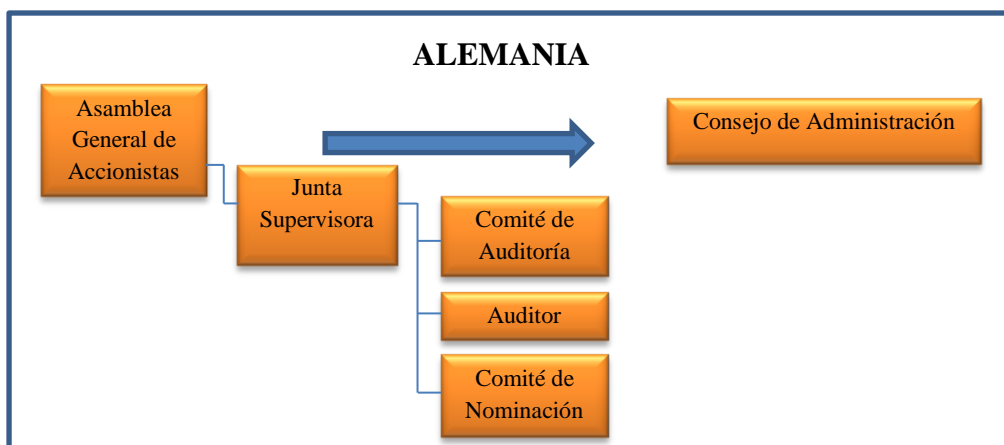 ALEMANIA
Asamblea
General de
Accionistas
Consejo de Administración
Junta
Supervisora
Comité de
Auditoría
Auditor
Comité de
Nominación